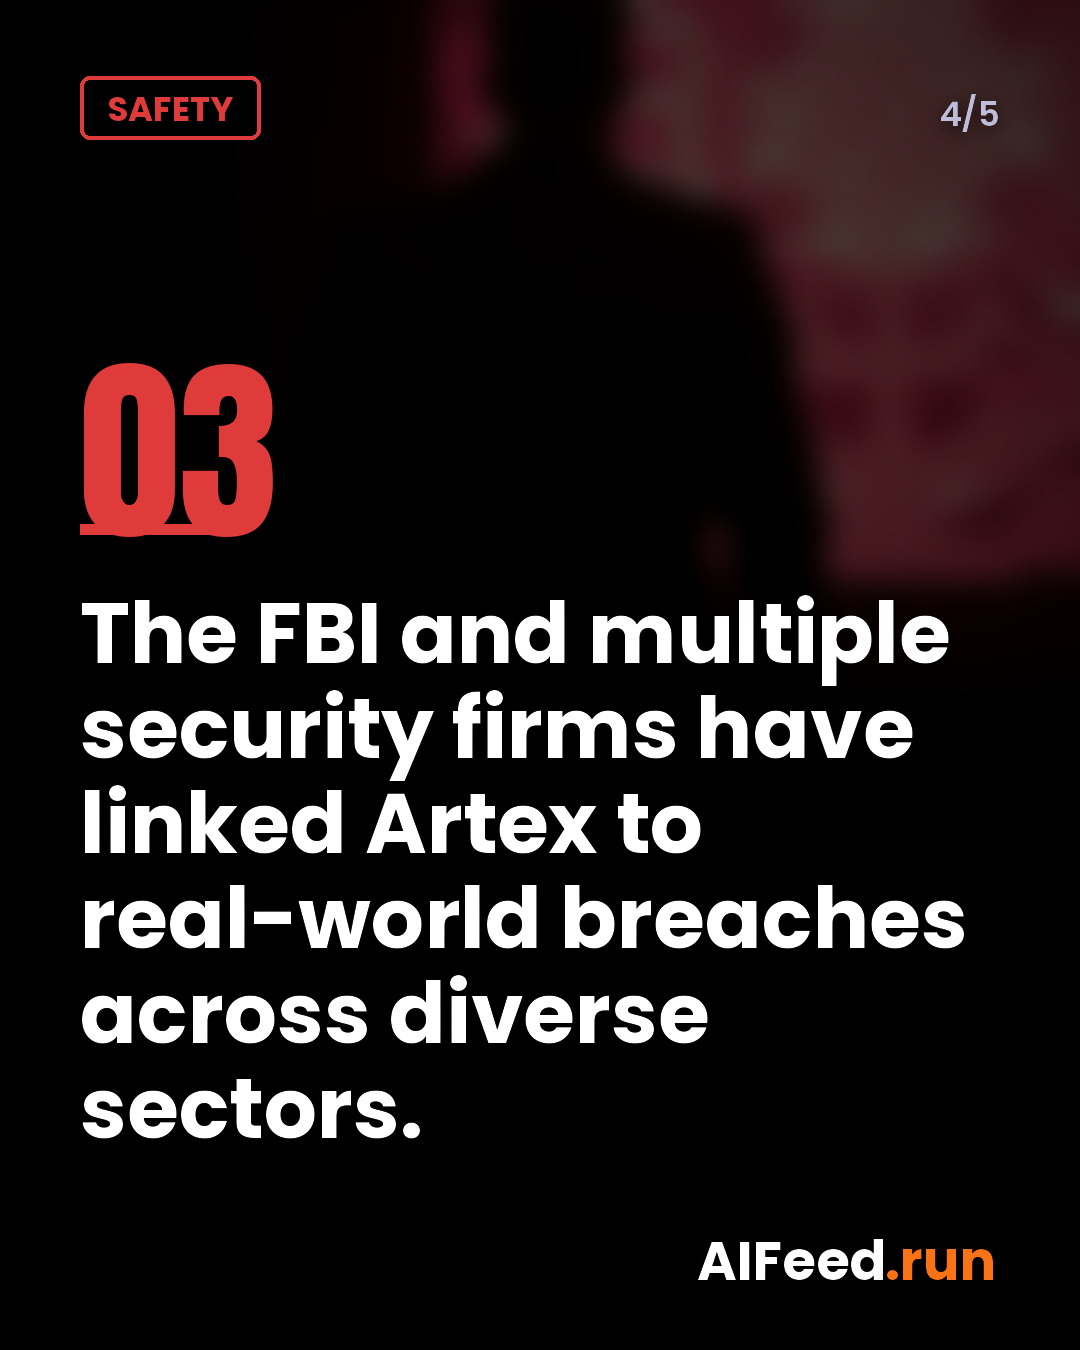 SAFETY
4/5
03
The FBI and multiple
security firms have
linked Artex to
real-world breaches
across diverse
sectors.
AIFeed.run